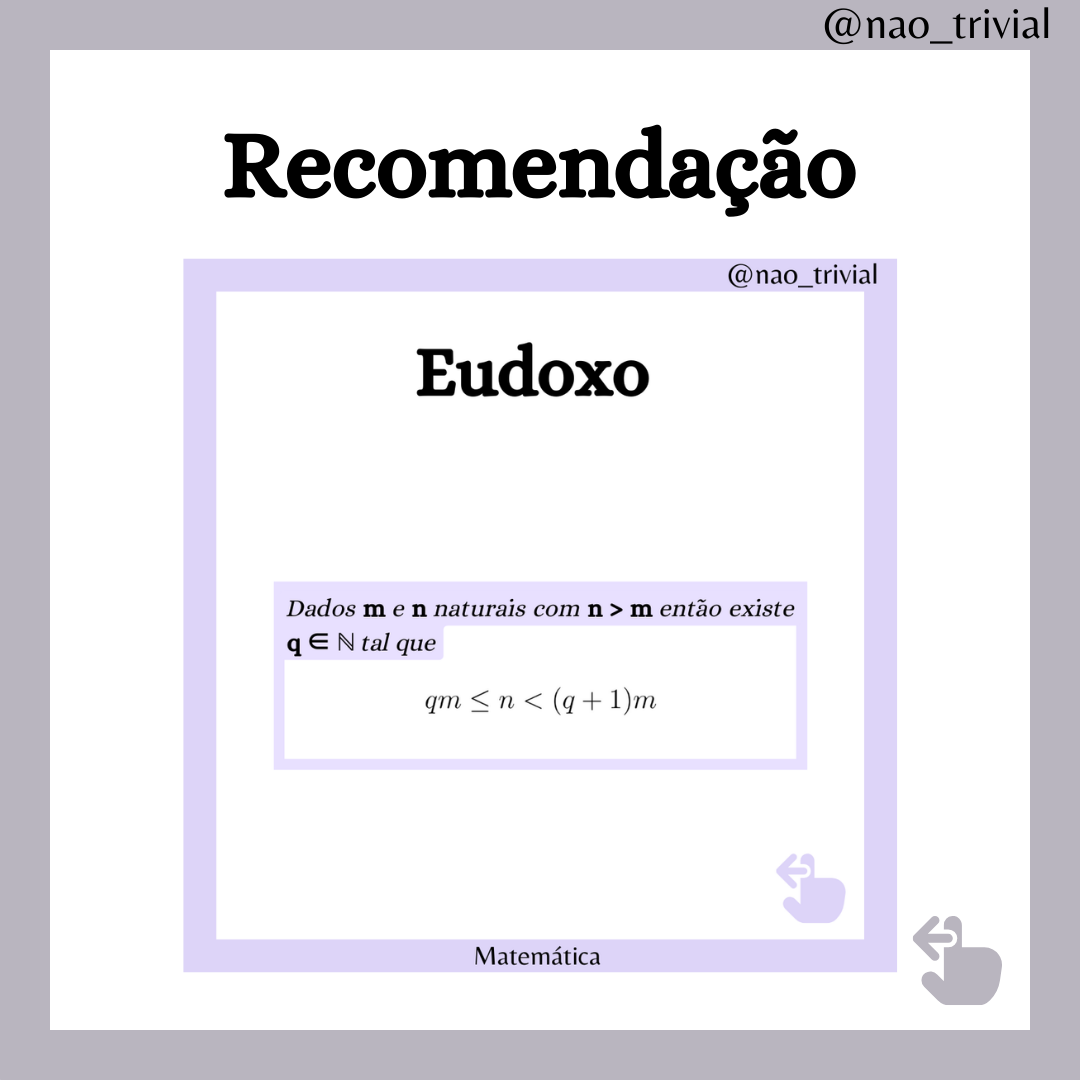 @nao_trivial
Recomendação
@nao_trivial
Eudoxo
Dados m e n naturais com n > m então existe
q ∈ ℕ tal que
qm ≤ n < (q + 1)m
Matemática